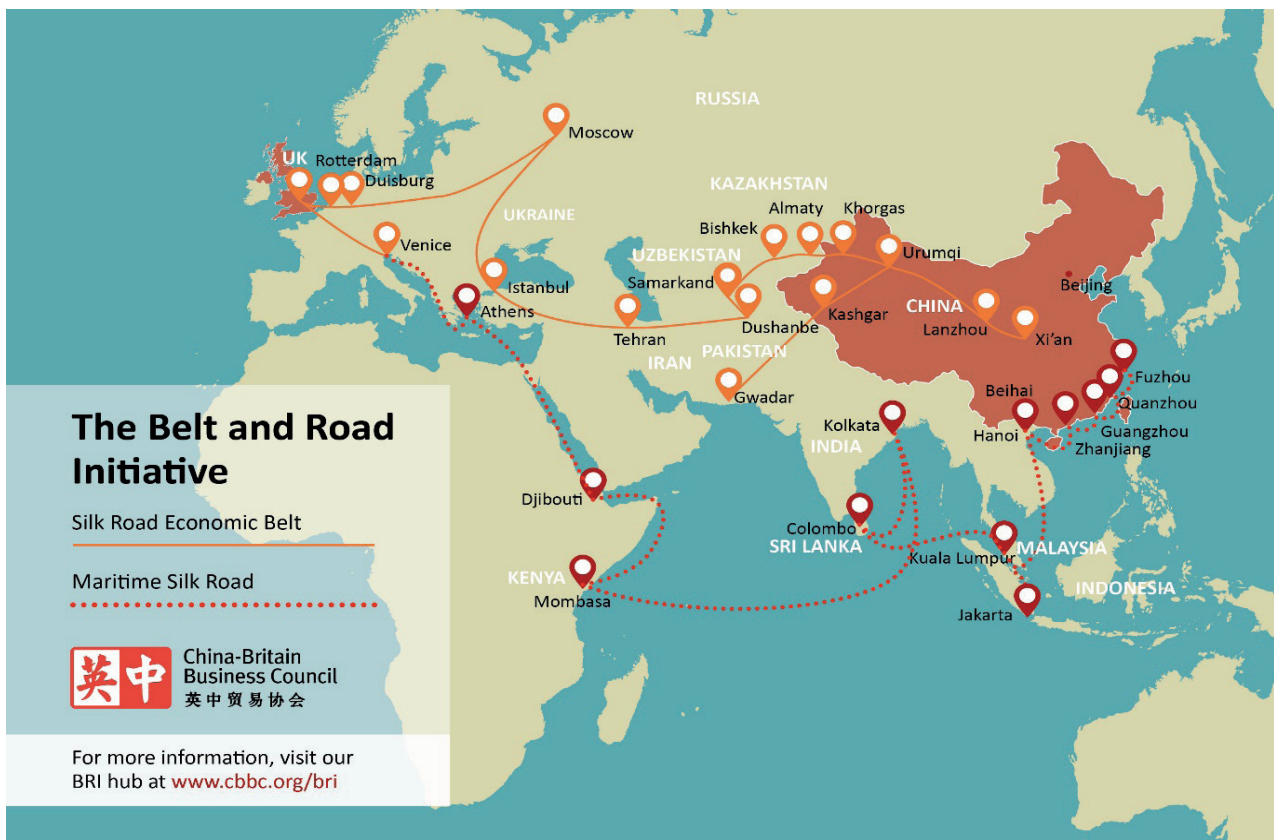 RUSSIA
Moscow
UK
Rotterdam
Duisburg
KAZAKHSTAN
Almaty
Khorgas
Bishkek
UKRAINE
Venice
UZBEKISTAN
Urumqi
Samarkand
Istanbul
Beijing
Athens
Dushanbe
Kashgar
CHINA
Lanzhou
Tehran
Xi'an
PAKISTAN
IRAN
Gwadar
Fuzhou
Beihai
Quanzhou
Kolkata
Hanoi
Guangzhou
INDIA
Zhanjiang
Djibouti
Colombo
SRI LANKA
MALAYSIA
Kuala Lumpur
KENYA
INDONESIA
Mombasa
Jakarta
The Belt and Road
Initiative
Silk Road Economic Belt
Maritime Silk Road
英中
China-Britain
Business Council
英中贸易协会
For more information, visit our
BRI hub at www.cbbc.org/bri